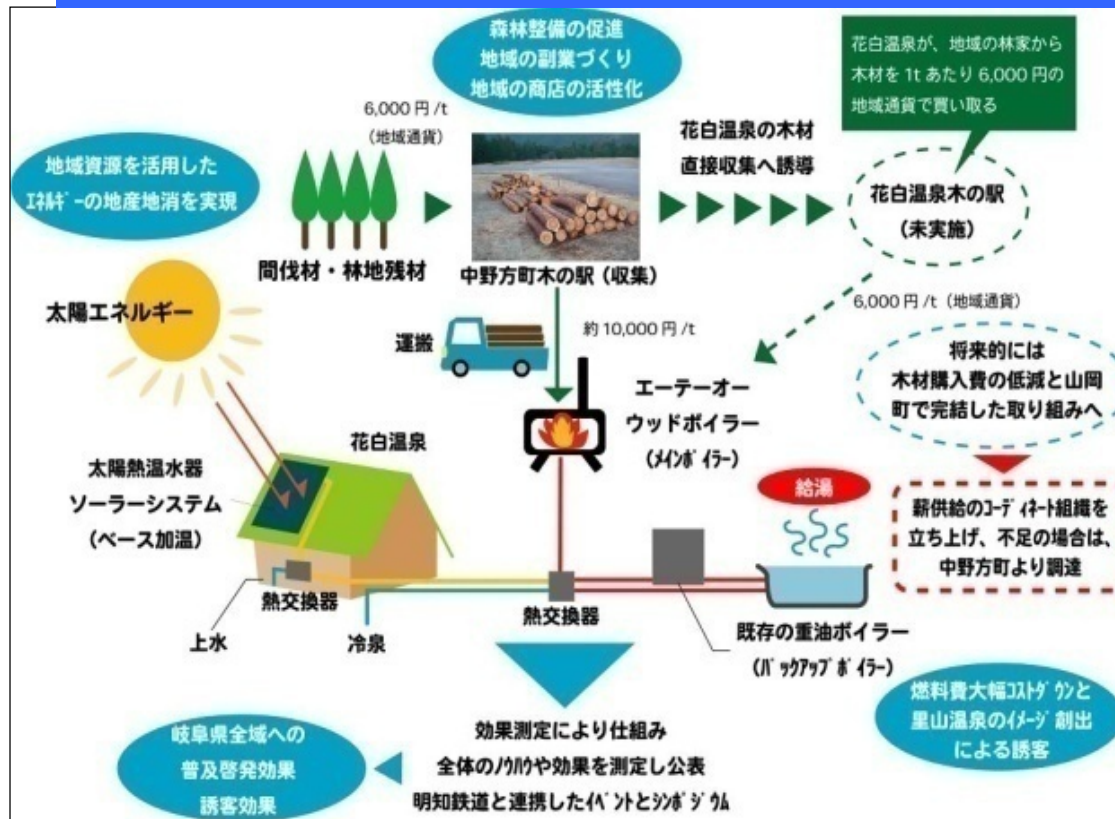 森林整備の促進
地域の副業づくり
地域の商店の活性化
花白温泉が、地域の林家から
木材を 1t あたり 6,000 円の
地域通貨で買い取る
6,000 円 /t
(地域通貨)
花白温泉の木材
直接収集へ誘導
地域資源を活用した
エネルギーの地産地消を実現
花白温泉木の駅
(未実施)
間伐材・林地残材
中野方町木の駅 (収集)
太陽エネルギー
6,000 円 /t (地域通貨)
運搬
約 10,000 円 /t
将来的には
木材購入費の低減と山岡
町で完結した取り組みへ
エーテーオー
ウッドボイラー
(メインボイラー)
花白温泉
太陽熱温水器
ソーラーシステム
(ベース加温)
給湯
薪供給のコーディネート組織を
立ち上げ、不足の場合は、
中野方町より調達
熱交換器
熱交換器
上水
冷泉
既存の重油ボイラー
(バックアップボイラー)
燃料費大幅コストダウンと
里山温泉のイメージ創出
による誘客
効果測定により仕組み
全体のノウハウや効果を測定し公表
明知鉄道と連携したイベントとシンポジウム
岐阜県全域への
普及啓発効果
誘客効果